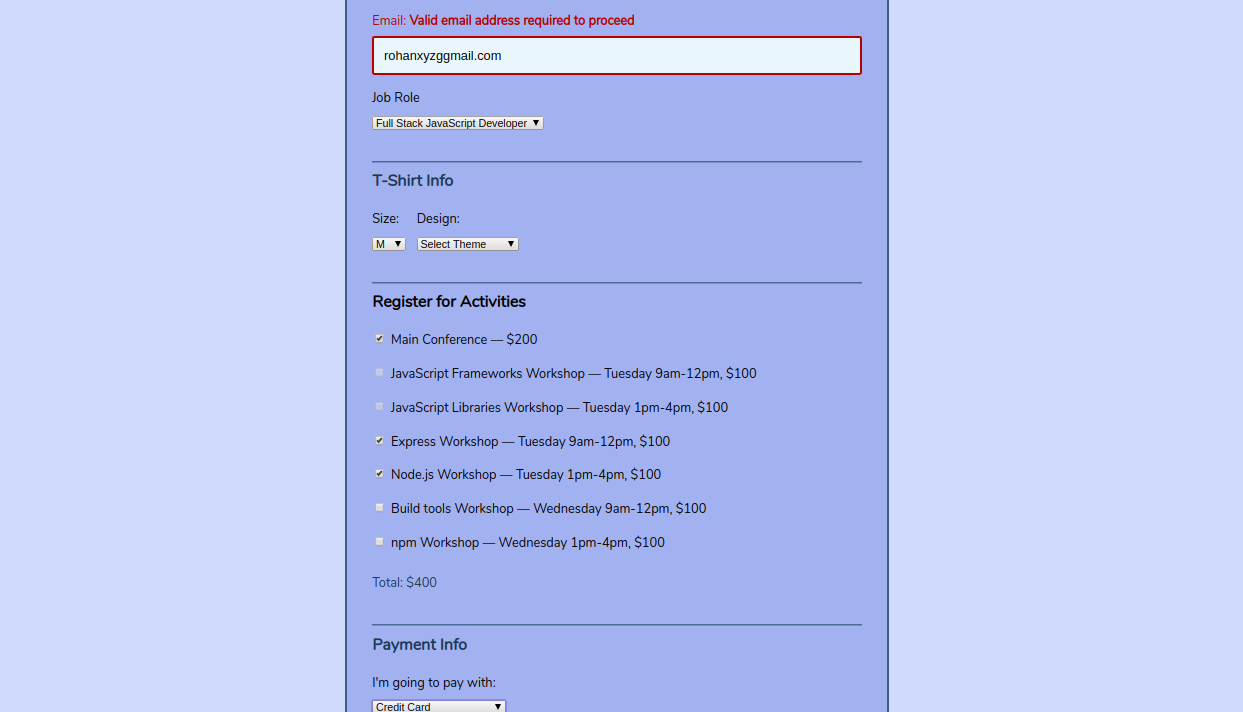 Email: Valid email address required to proceed
rohanxyzggmail.com
Job Role
Full Stack JavaScript Developer
T-Shirt Info
Size: Design:
M Select Theme
Register for Activities
Main Conference — $200
JavaScript Frameworks Workshop — Tuesday 9am-12pm, $100
JavaScript Libraries Workshop — Tuesday 1pm-4pm, $100
Express Workshop — Tuesday 9am-12pm, $100
Node.js Workshop — Tuesday 1pm-4pm, $100
Build tools Workshop — Wednesday 9am-12pm, $100
npm Workshop — Wednesday 1pm-4pm, $100
Total: $400
Payment Info
I'm going to pay with:
Credit Card